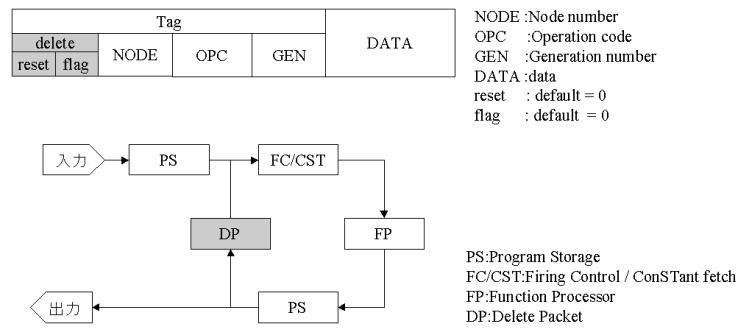 Tag
delete
reset flag
NODE
OPC
GEN
DATA
NODE :Node number
OPC :Operation code
GEN :Generation number
DATA :data
reset : default = 0
flag : default = 0
入力
PS
FC/CST
DP
FP
出力
PS
PS:Program Storage
FC/CST:Firing Control / ConSTant fetch
FP:Function Processor
DP:Delete Packet